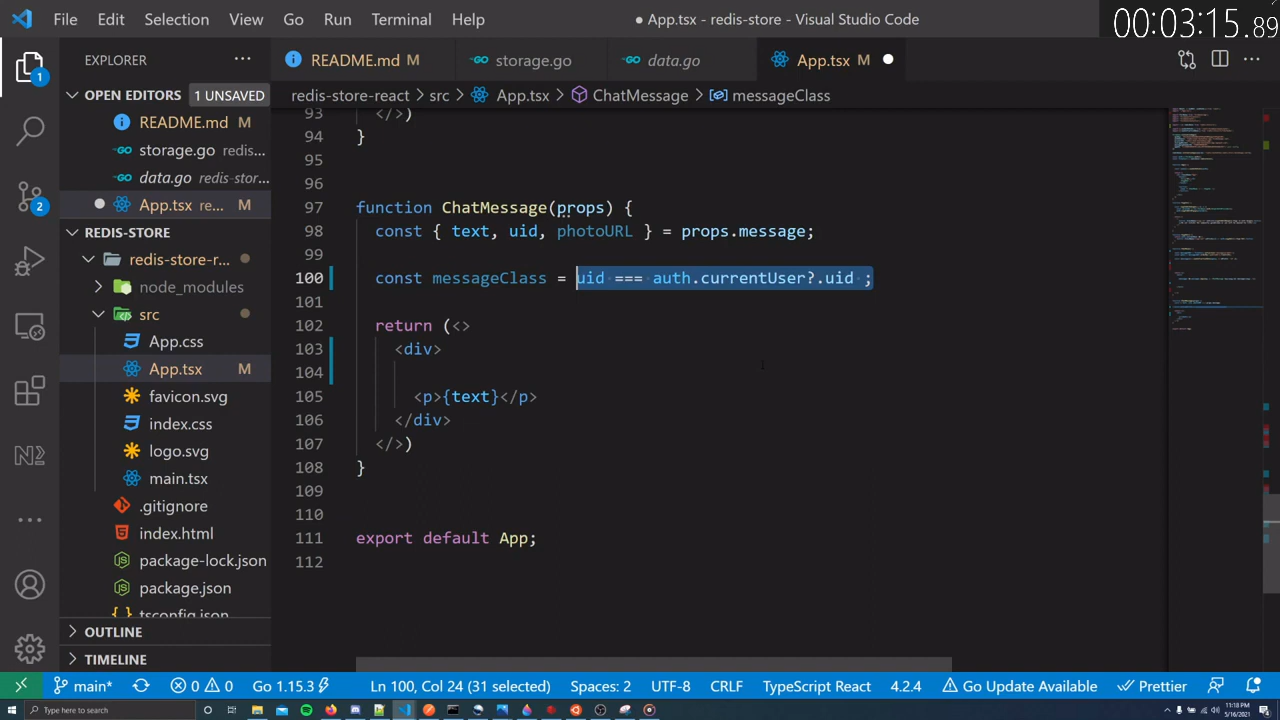 File Edit Selection View Go Run Terminal Help
● App.tsx - redis-store - Visual Studio Code
00:03:15.89
EXPLORER ···
README.md M
storage.go
data.go
App.tsx M ●
OPEN EDITORS 1 UNSAVED
redis-store-react > src > App.tsx > ChatMessage > messageClass
README.md M
storage.go redis-...
data.go redis-stor...
App.tsx re... M
REDIS-STORE
redis-store-r...
node_modules
src
App.css
App.tsx M
favicon.svg
index.css
logo.svg
main.tsx
.gitignore
index.html
package-lock.json
package.json
tsconfig.json
OUTLINE
TIMELINE
1
2
93 </>)
94 }
95
96
97 function ChatMessage(props) {
98 const { text, uid, photoURL } = props.message;
99
100 const messageClass = uid === auth.currentUser?.uid ;
101
102 return (<>
103 <div>
104
105 <p>{text}</p>
106 </div>
107 </>)
108 }
109
110
111 export default App;
112
main* 0 0 Go 1.15.3 Ln 100, Col 24 (31 selected) Spaces: 2 UTF-8 CRLF TypeScript React 4.2.4 Go Update Available Prettier
Type here to search
11:18 PM
5/16/2021